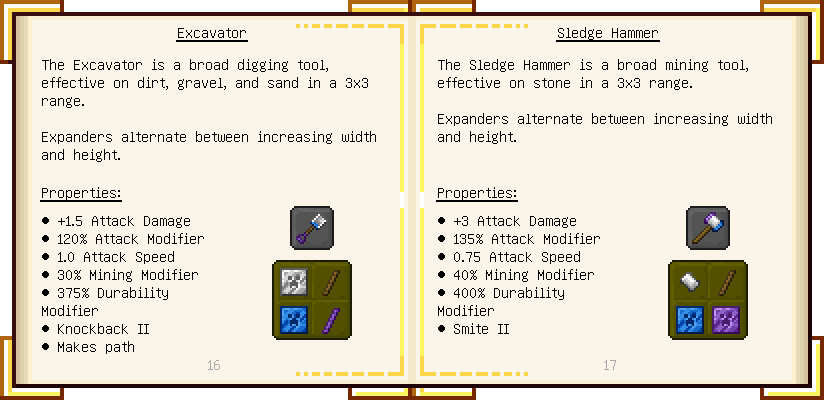 Excavator
The Excavator is a broad digging tool,
effective on dirt, gravel, and sand in a 3x3
range.
Expanders alternate between increasing width
and height.
Properties:
● +1.5 Attack Damage
● 120% Attack Modifier
● 1.0 Attack Speed
● 30% Mining Modifier
● 375% Durability
Modifier
● Knockback II
● Makes path
16
Sledge Hammer
The Sledge Hammer is a broad mining tool,
effective on stone in a 3x3 range.
Expanders alternate between increasing width
and height.
Properties:
● +3 Attack Damage
● 135% Attack Modifier
● 0.75 Attack Speed
● 40% Mining Modifier
● 400% Durability
Modifier
● Smite II
17